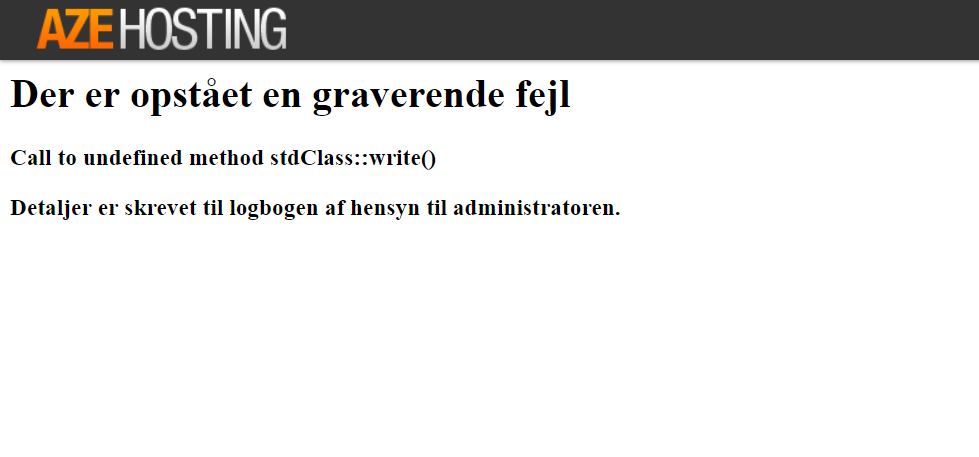 AZEHOSTING
Der er opstået en graverende fejl
Call to undefined method stdClass::write()
Detaljer er skrevet til logbogen af hensyn til administratoren.